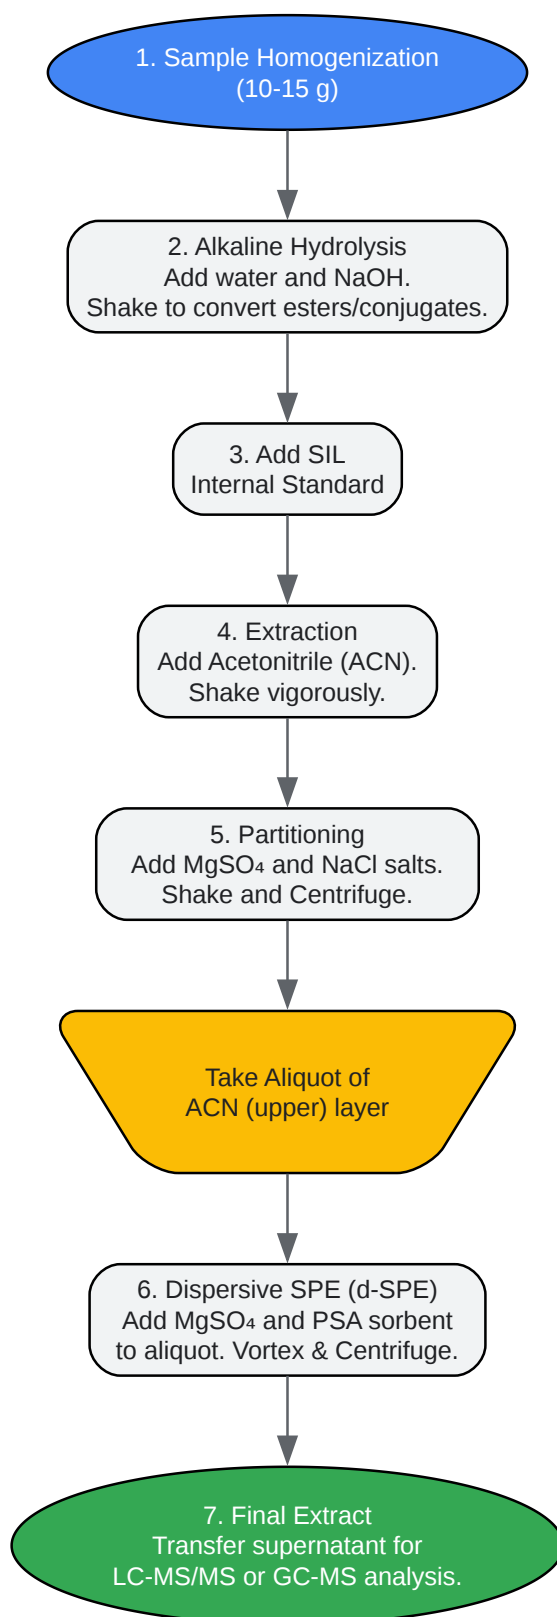 1. Sample Homogenization
(10-15 g)
2. Alkaline Hydrolysis
Add water and NaOH.
Shake to convert esters/conjugates.
3. Add SIL
Internal Standard
4. Extraction
Add Acetonitrile (ACN).
Shake vigorously.
5. Partitioning
Add MgSO₄ and NaCl salts.
Shake and Centrifuge.
Take Aliquot of
ACN (upper) layer
6. Dispersive SPE (d-SPE)
Add MgSO₄ and PSA sorbent
to aliquot. Vortex & Centrifuge.
7. Final Extract
Transfer supernatant for
LC-MS/MS or GC-MS analysis.